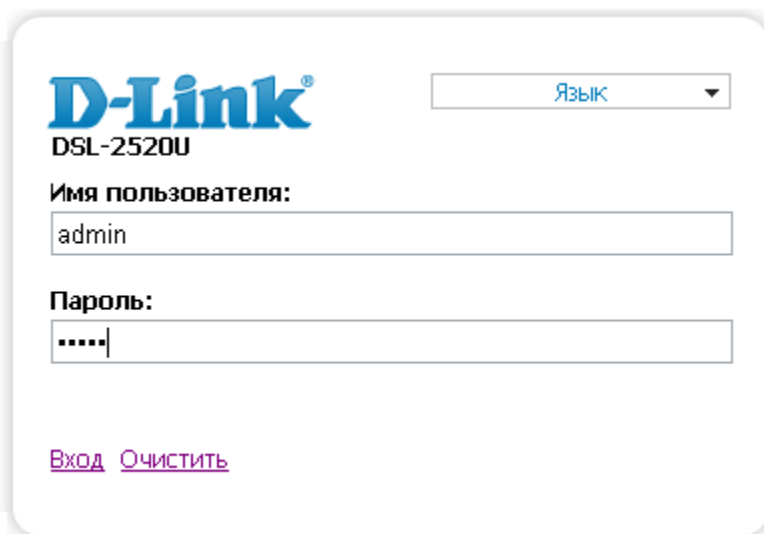 D-Link®
Язык
DSL-2520U
Имя пользователя:
admin
Пароль:
•••••
Вход Очистить